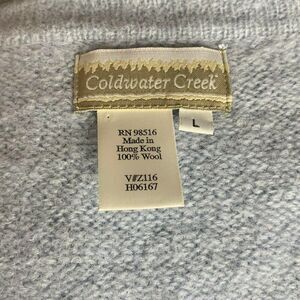 Coldwater Creek
L
RN 98516
Made in
Hong Kong
100% Wool
V#Z116
H06167